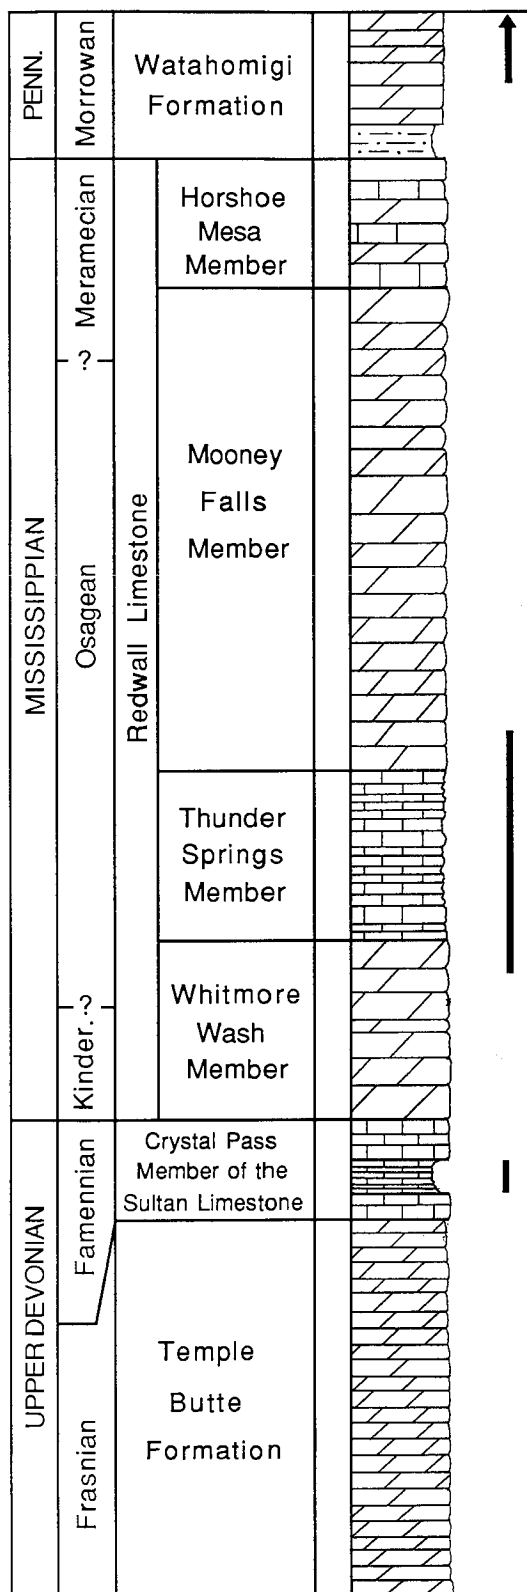 PENN.
Morrowan
Watahomigi
Formation
MISSISSIPPIAN
Meramecian
?
Osagean
?
Kinder.
Redwall Limestone
Horshoe
Mesa
Member
Mooney
Falls
Member
Thunder
Springs
Member
Whitmore
Wash
Member
UPPER DEVONIAN
Famennian
Frasnian
Crystal Pass
Member of the
Sultan Limestone
Temple
Butte
Formation